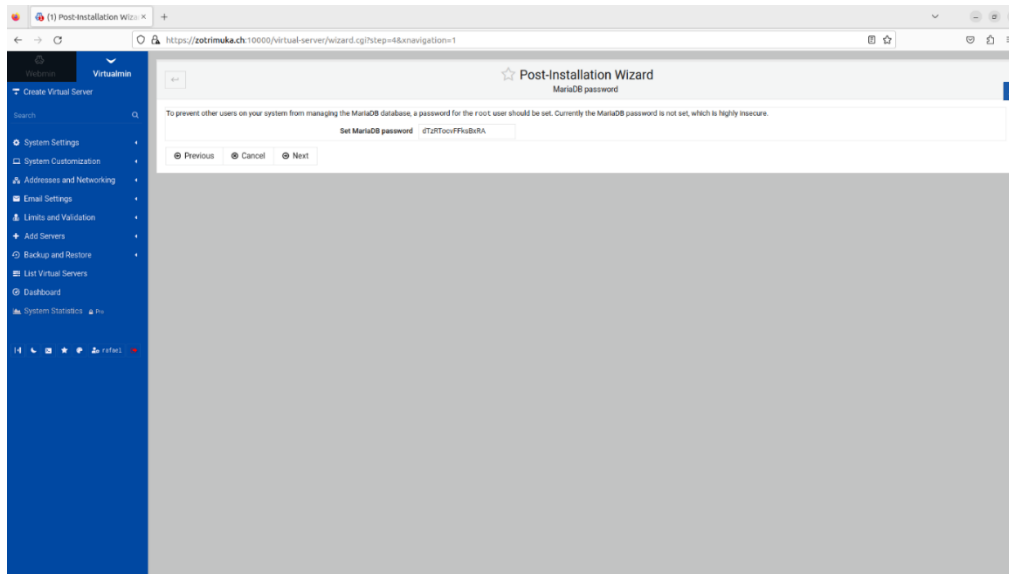 (1) Post-Installation Wiza
https://zotrimuka.ch:10000/virtual-server/wizard.cgi?step=4&xnavigation=1
Webmin
Virtualmin
Create Virtual Server
Search
System Settings
System Customization
Addresses and Networking
Email Settings
Limits and Validation
Add Servers
Backup and Restore
List Virtual Servers
Dashboard
System Statistics Pro
rafael
Post-Installation Wizard
MariaDB password
To prevent other users on your system from managing the MariaDB database, a password for the root user should be set. Currently the MariaDB password is not set, which is highly insecure.
Set MariaDB password
Previous Cancel Next